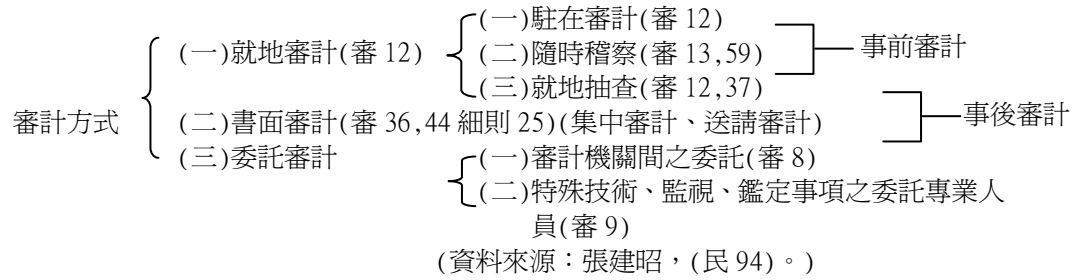 (一)駐在審計(審 12)
(一)就地審計(審 12) (二)隨時稽察(審 13,59) 事前審計
(三)就地抽查(審 12,37)
審計方式 (二)書面審計(審 36,44 細則 25)(集中審計、送請審計) 事後審計
(三)委託審計 (一)審計機關間之委託(審 8)
(二)特殊技術、監視、鑑定事項之委託專業人
員(審 9)
(資料來源：張建昭，(民 94)。)